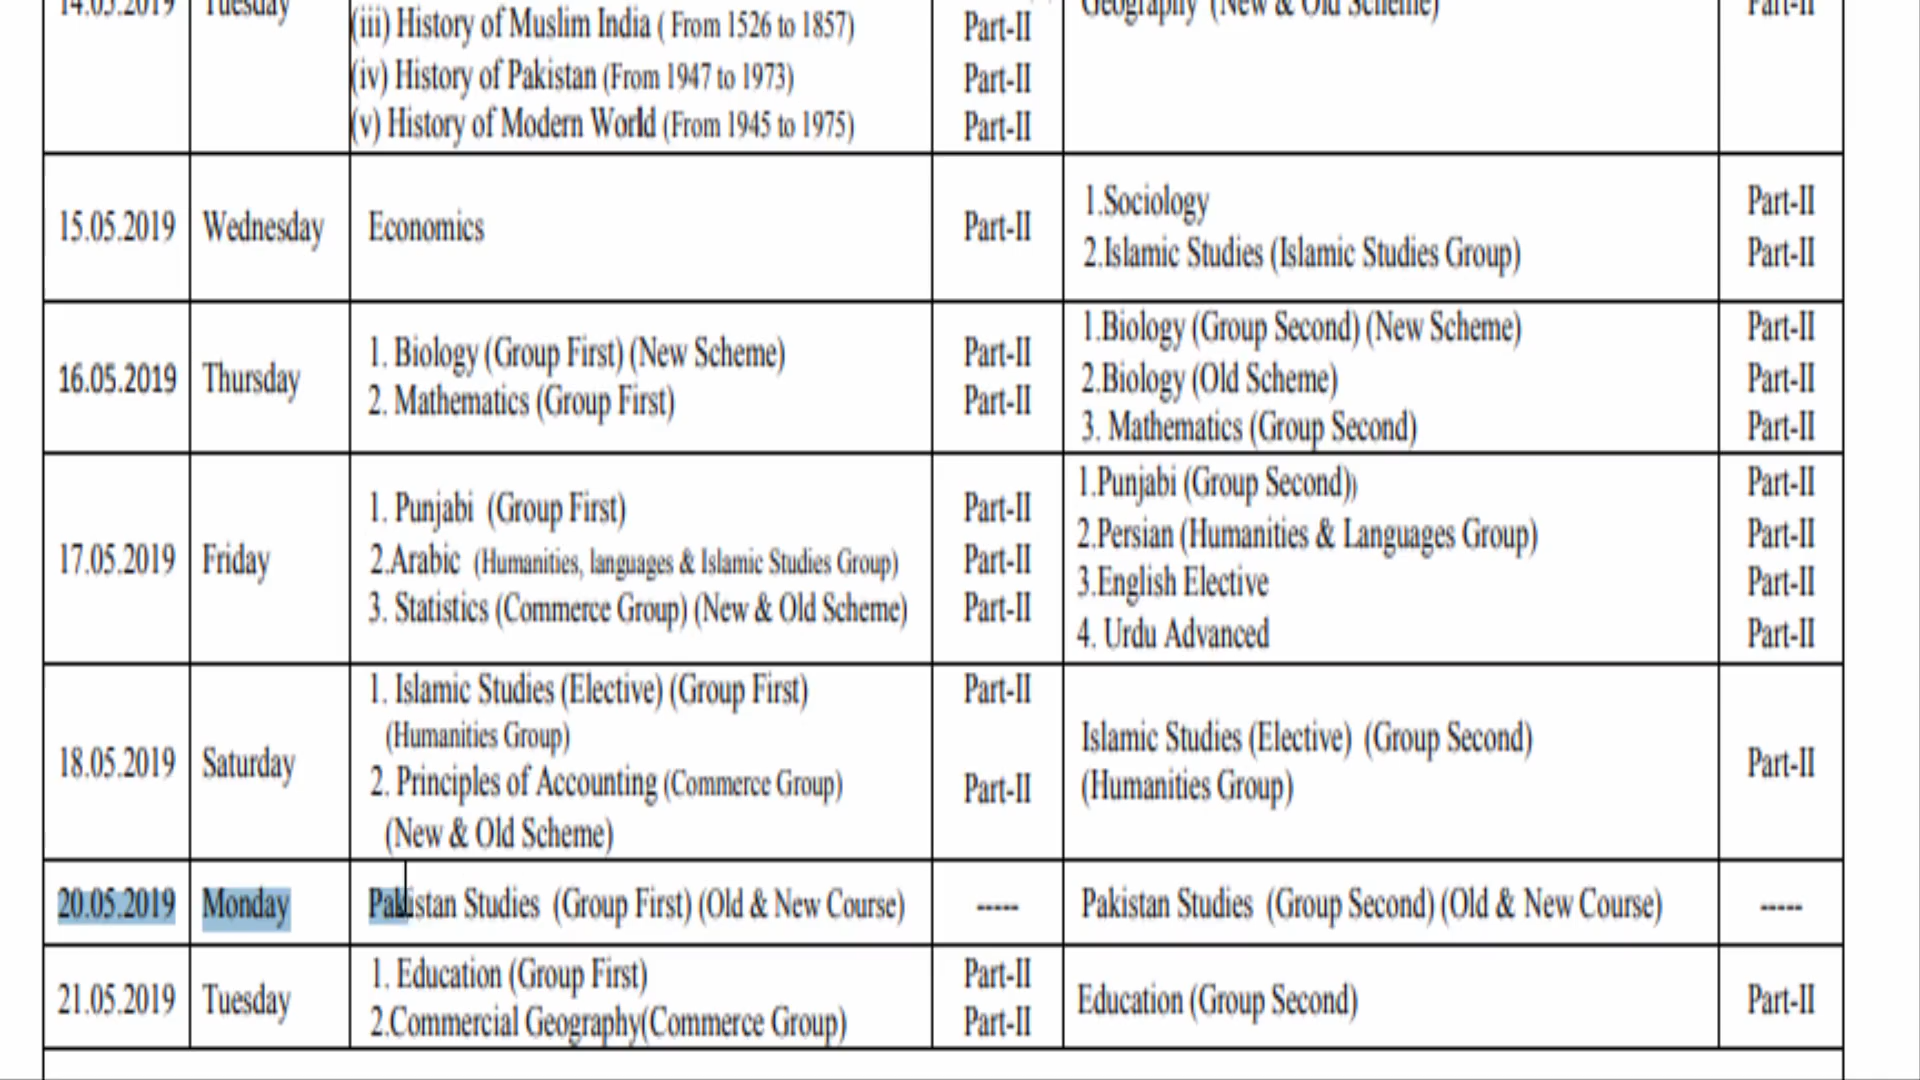 14.05.2019 Tuesday
(iii) History of Muslim India ( From 1526 to 1857) Part-II Geography (New & Old Scheme) Part-II
(iv) History of Pakistan (From 1947 to 1973) Part-II
(v) History of Modern World (From 1945 to 1975) Part-II
15.05.2019 Wednesday Economics Part-II
1.Sociology Part-II
2.Islamic Studies (Islamic Studies Group) Part-II
16.05.2019 Thursday
1. Biology (Group First) (New Scheme) Part-II
2. Mathematics (Group First) Part-II
1.Biology (Group Second) (New Scheme) Part-II
2.Biology (Old Scheme) Part-II
3. Mathematics (Group Second) Part-II
17.05.2019 Friday
1. Punjabi (Group First) Part-II
2.Arabic (Humanities, languages & Islamic Studies Group) Part-II
3. Statistics (Commerce Group) (New & Old Scheme) Part-II
1.Punjabi (Group Second)) Part-II
2.Persian (Humanities & Languages Group) Part-II
3.English Elective Part-II
4. Urdu Advanced Part-II
18.05.2019 Saturday
1. Islamic Studies (Elective) (Group First) Part-II
(Humanities Group)
2. Principles of Accounting (Commerce Group) Part-II
(New & Old Scheme)
Islamic Studies (Elective) (Group Second) Part-II
(Humanities Group)
20.05.2019 Monday Pakistan Studies (Group First) (Old & New Course) ----- Pakistan Studies (Group Second) (Old & New Course) -----
21.05.2019 Tuesday
1. Education (Group First) Part-II
2.Commercial Geography(Commerce Group) Part-II
Education (Group Second) Part-II